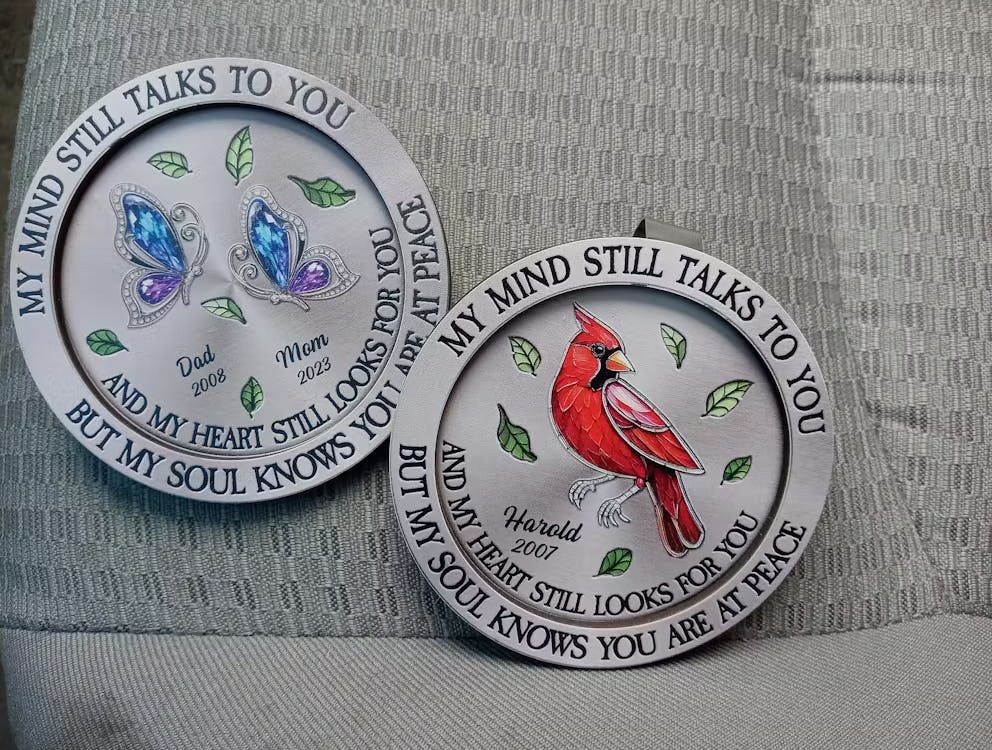 MY MIND STILL TALKS TO YOU
Dad
2008
Mom
2023
AND MY HEART STILL LOOKS FOR YOU
BUT MY SOUL KNOWS YOU ARE AT PEACE
MY MIND STILL TALKS TO YOU
Harold
2007
AND MY HEART STILL LOOKS FOR YOU
BUT MY SOUL KNOWS YOU ARE AT PEACE